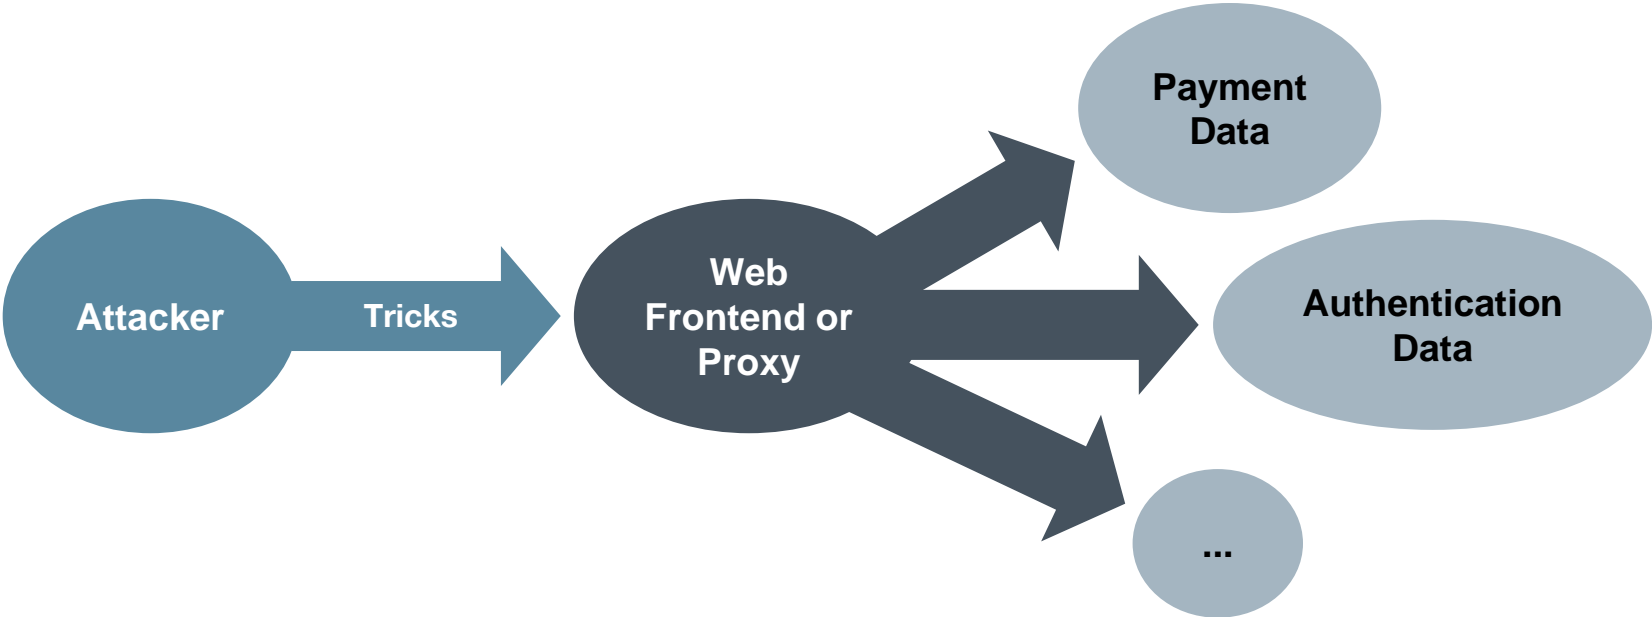 Attacker
Tricks
Web
Frontend or
Proxy
Payment
Data
Authentication
Data
...